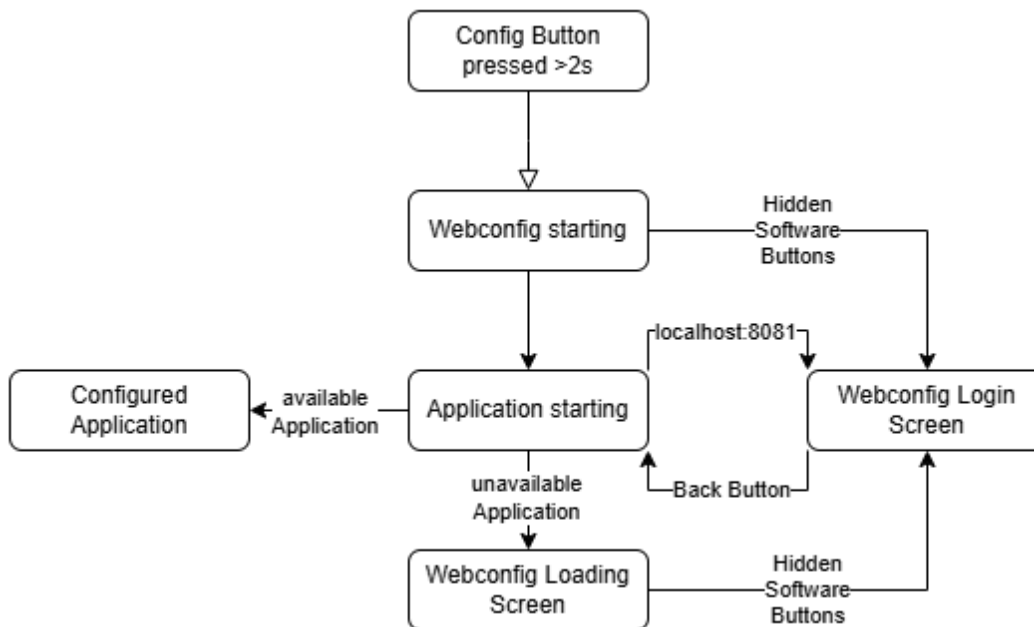 Config Button
pressed >2s
Webconfig starting
Hidden
Software
Buttons
localhost:8081
Configured
Application
available
Application
Application starting
Webconfig Login
Screen
Back Button
unavailable
Application
Webconfig Loading
Screen
Hidden
Software
Buttons